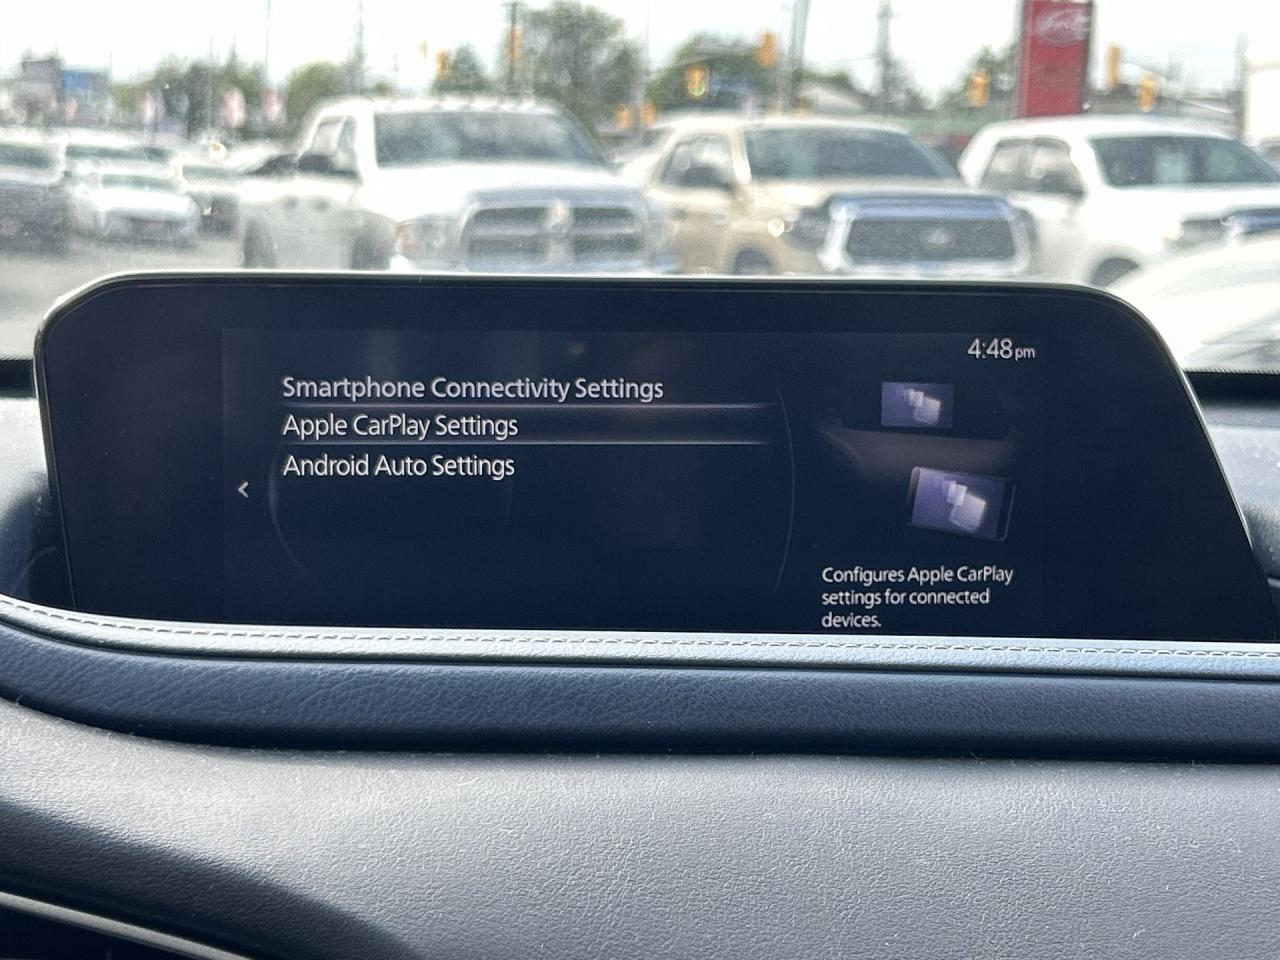 4:48pm
Smartphone Connectivity Settings
Apple CarPlay Settings
Android Auto Settings
Configures Apple CarPlay
settings for connected
devices.